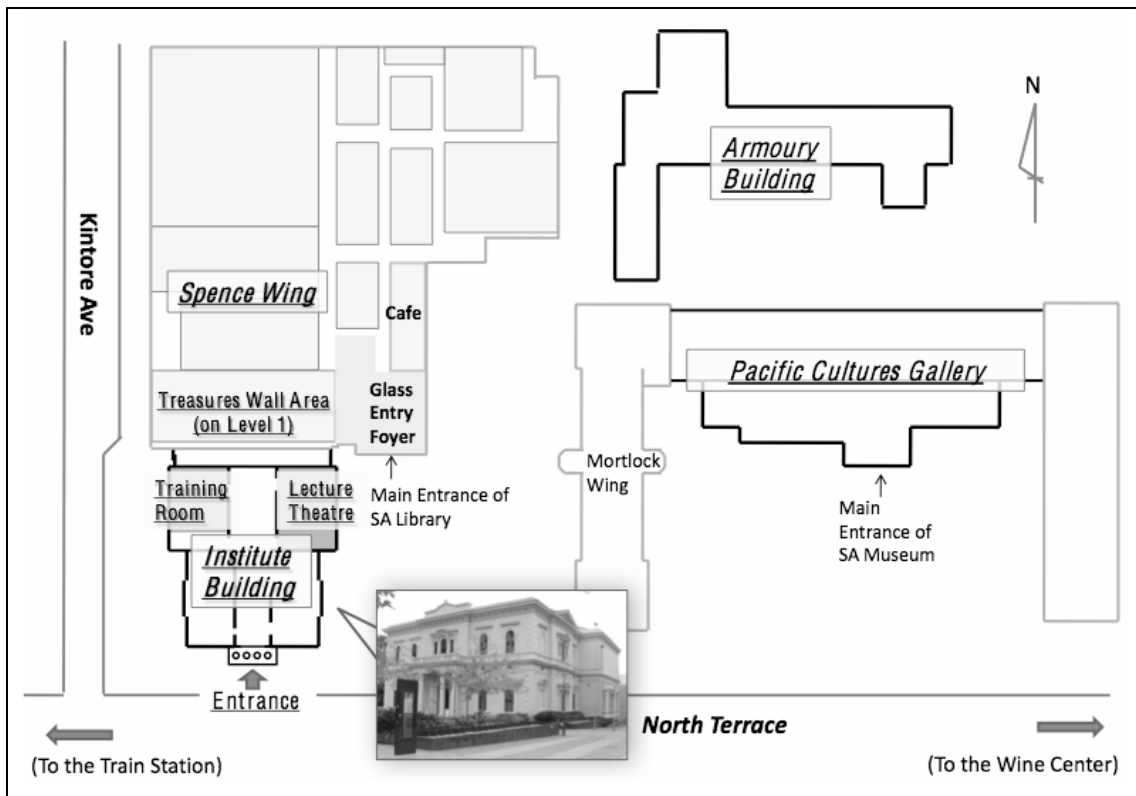 N
Armoury
Building
Kintore Ave
Spence Wing
Cafe
Pacific Cultures Gallery
Treasures Wall Area
(on Level 1)
Glass
Entry
Foyer
Mortlock
Wing
Training
Room
Lecture
Theatre
Main Entrance of
SA Library
Main
Entrance of
SA Museum
Institute
Building
Entrance
North Terrace
(To the Train Station)
(To the Wine Center)